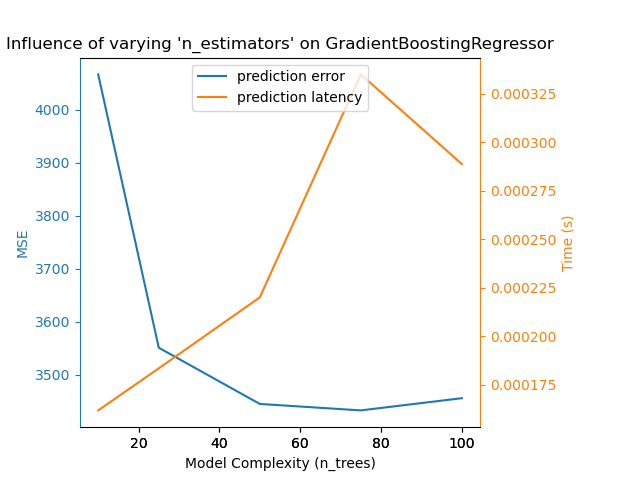 Influence of varying 'n_estimators' on GradientBoostingRegressor
prediction error
prediction latency
4000
3900
3800
3700
3600
3500
MSE
0.000325
0.000300
0.000275
0.000250
0.000225
0.000200
0.000175
Time (s)
20 40 60 80 100
Model Complexity (n_trees)